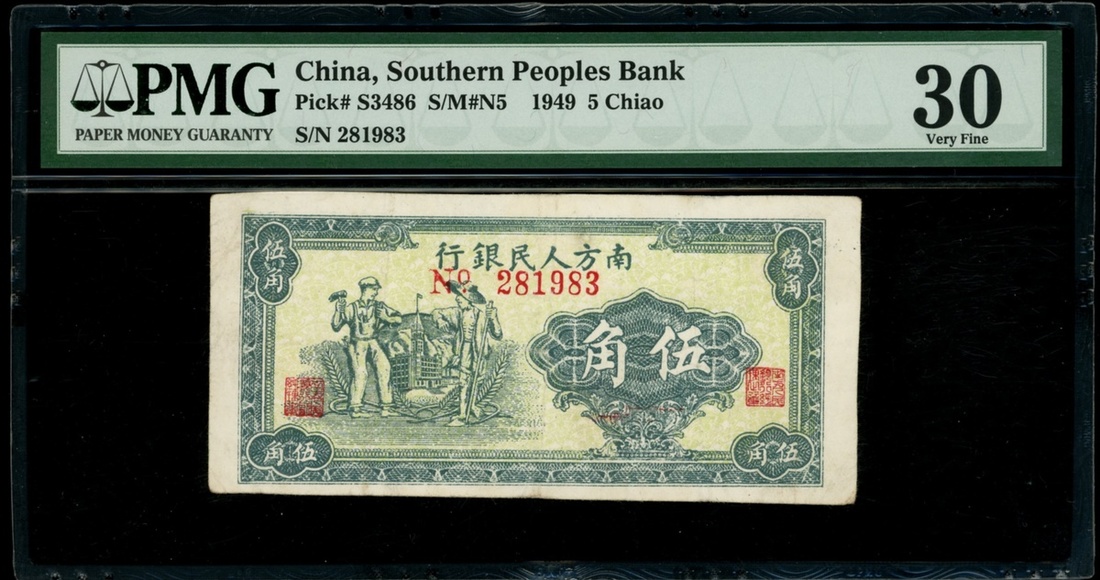 PMG
PAPER MONEY GUARANTY
China, Southern Peoples Bank
Pick# S3486 S/M#N5 1949 5 Chiao
S/N 281983
30
Very Fine
行銀民人方南
No 281983
伍角
伍角
角伍
角伍
角伍